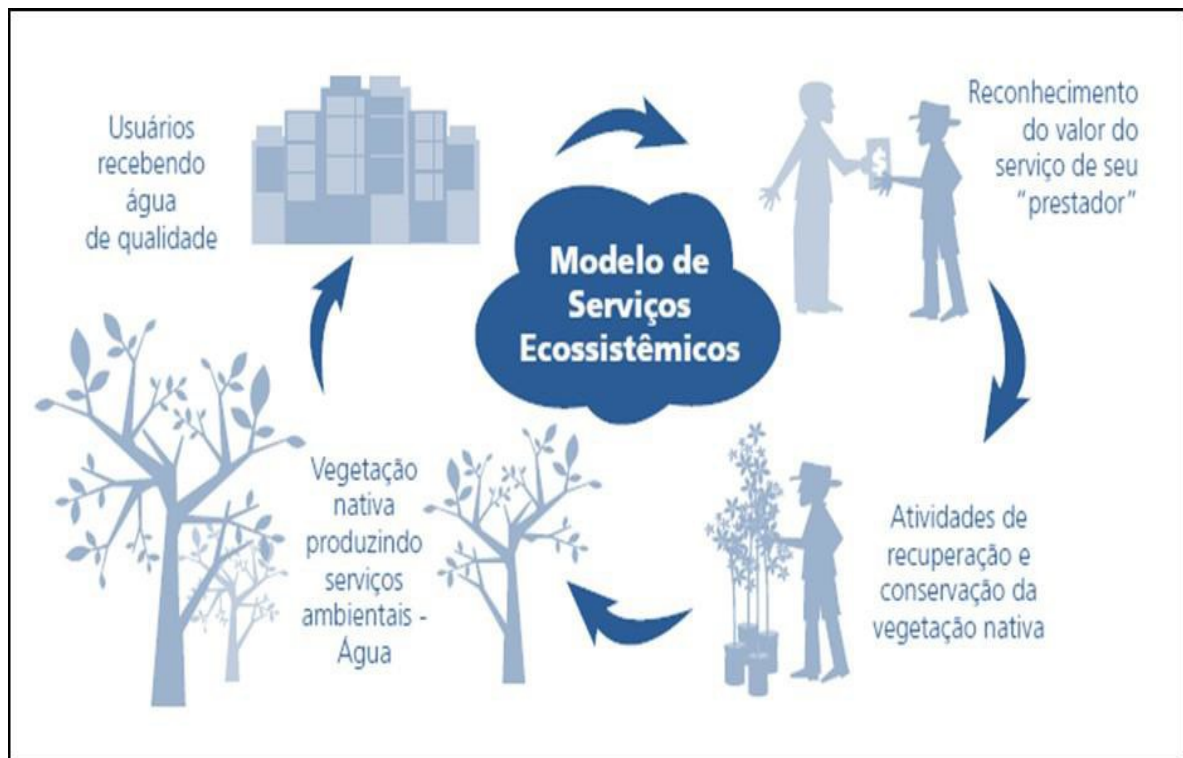 Usuários
recebendo
água
de qualidade
Reconhecimento
do valor do
serviço de seu
“prestador”
$
Modelo de
Serviços
Ecossistêmicos
Vegetação
nativa
produzindo
serviços
ambientais -
Água
Atividades de
recuperação e
conservação da
vegetação nativa